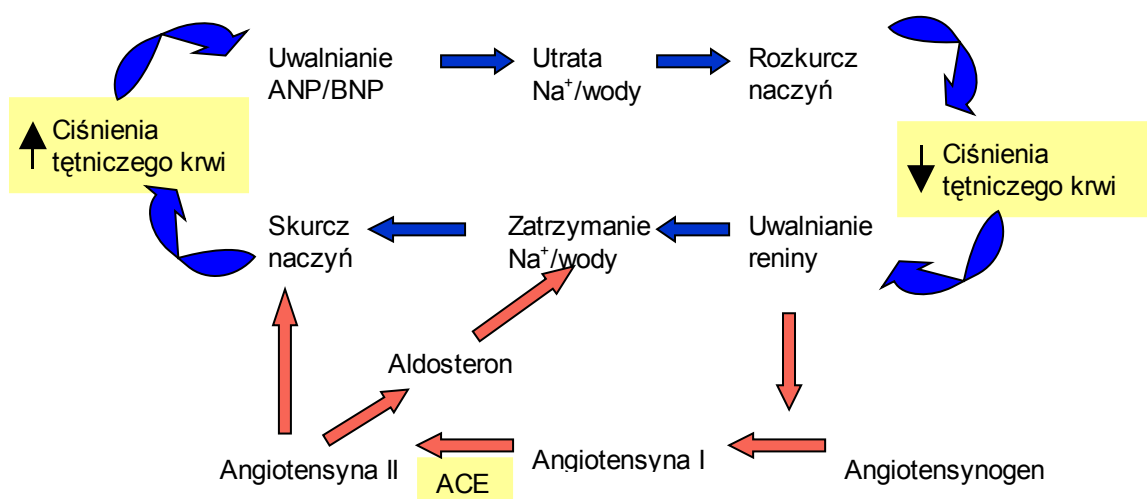 Uwalnianie
ANP/BNP
Utrata
Na⁺/wody
Rozkurcz
naczyń
Ciśnienia
tętniczego krwi
Ciśnienia
tętniczego krwi
Skurcz
naczyń
Zatrzymanie
Na⁺/wody
Uwalnianie
reniny
Aldosteron
Angiotensyna II
ACE
Angiotensyna I
Angiotensynogen